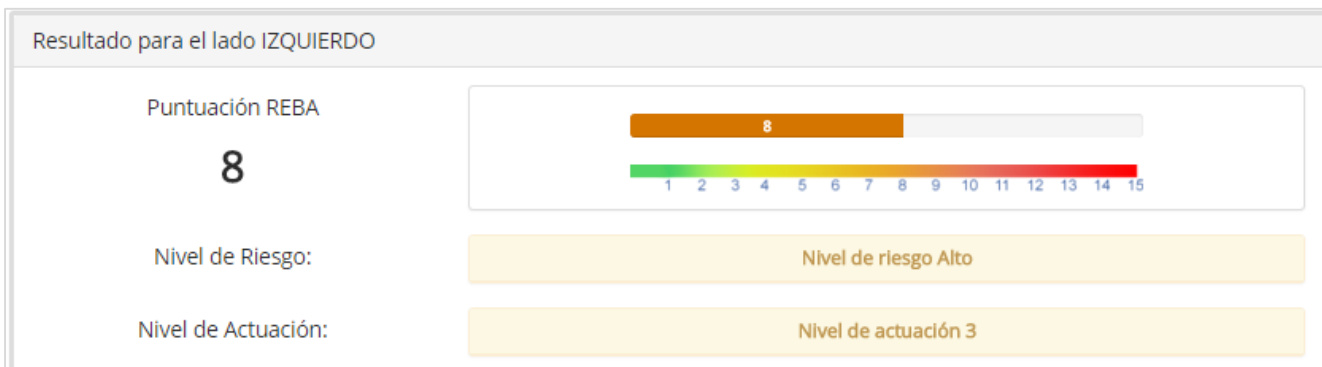 Resultado para el lado IZQUIERDO
Puntuación REBA
8
8
1 2 3 4 5 6 7 8 9 10 11 12 13 14 15
Nivel de Riesgo:
Nivel de riesgo Alto
Nivel de Actuación:
Nivel de actuación 3